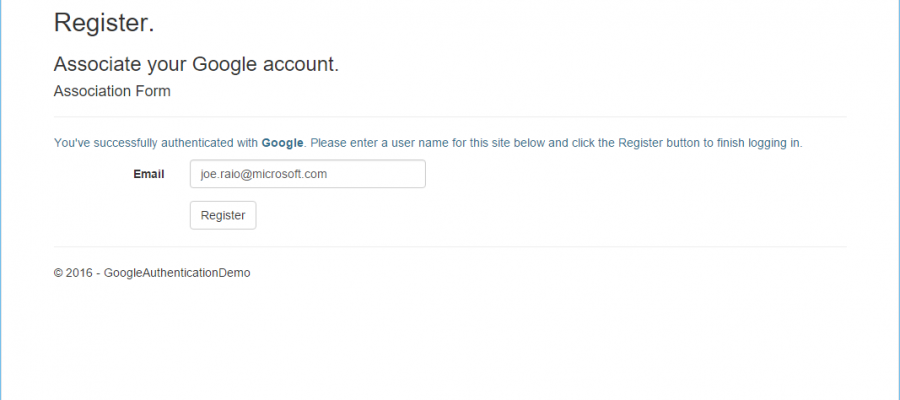 Register.
Associate your Google account.
Association Form
You've successfully authenticated with Google. Please enter a user name for this site below and click the Register button to finish logging in.
Email joe.raio@microsoft.com
Register
© 2016 - GoogleAuthenticationDemo